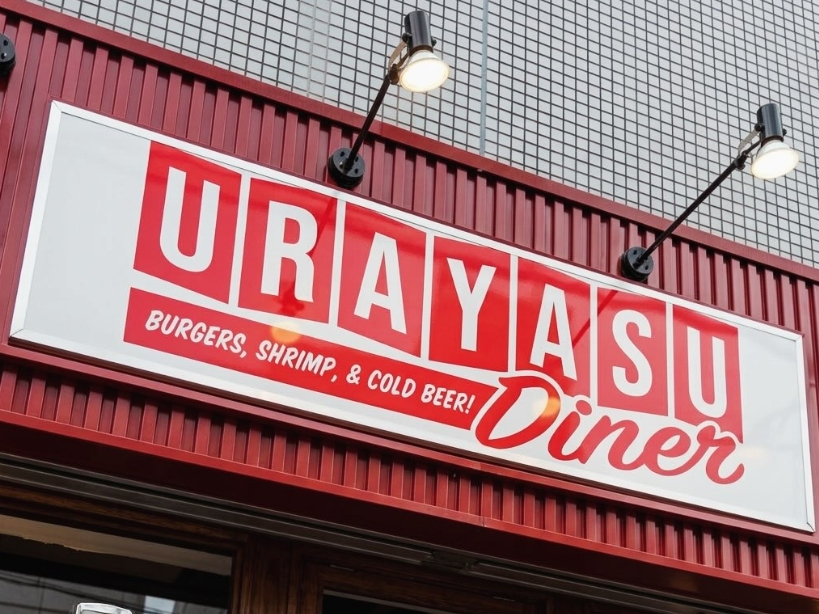 URAYASU
BURGERS, SHRIMP, & COLD BEER!
Diner